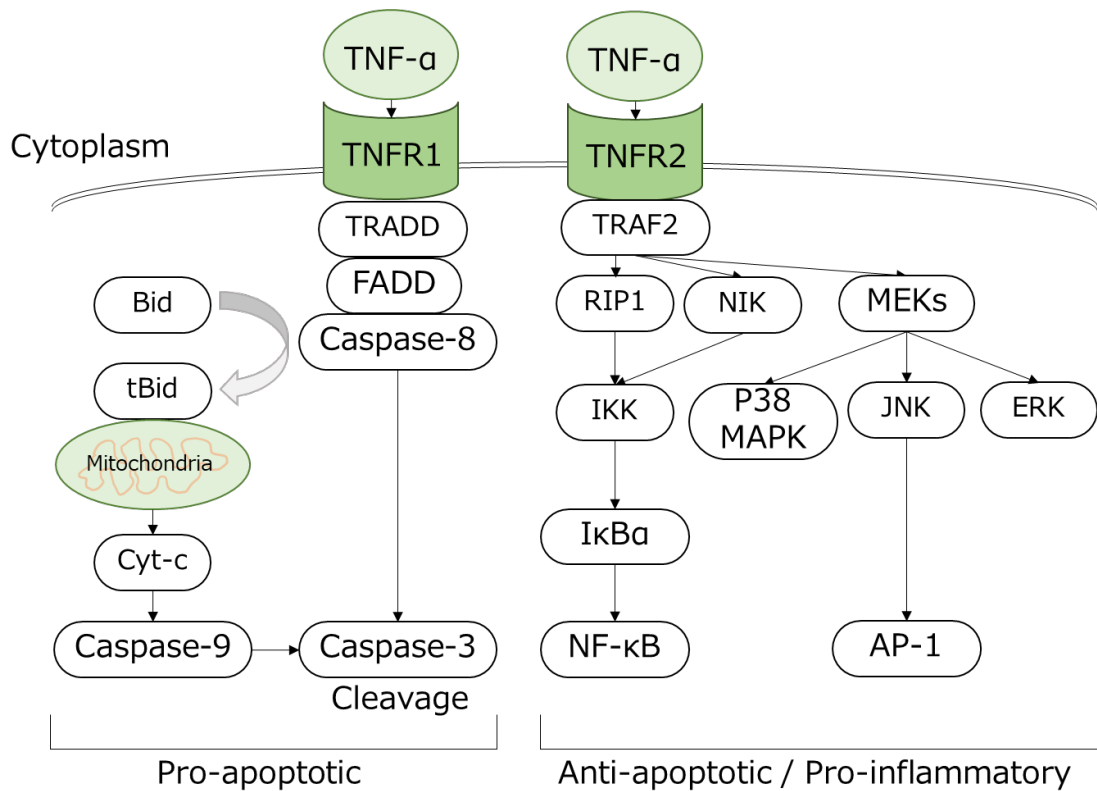 TNF-α
TNF-α
Cytoplasm
TNFR1
TNFR2
TRADD
TRAF2
FADD
Bid
RIP1
NIK
MEKs
Caspase-8
tBid
IKK
P38
MAPK
JNK
ERK
Mitochondria
IκBα
Cyt-c
Caspase-9
Caspase-3
NF-κB
AP-1
Cleavage
Pro-apoptotic
Anti-apoptotic / Pro-inflammatory